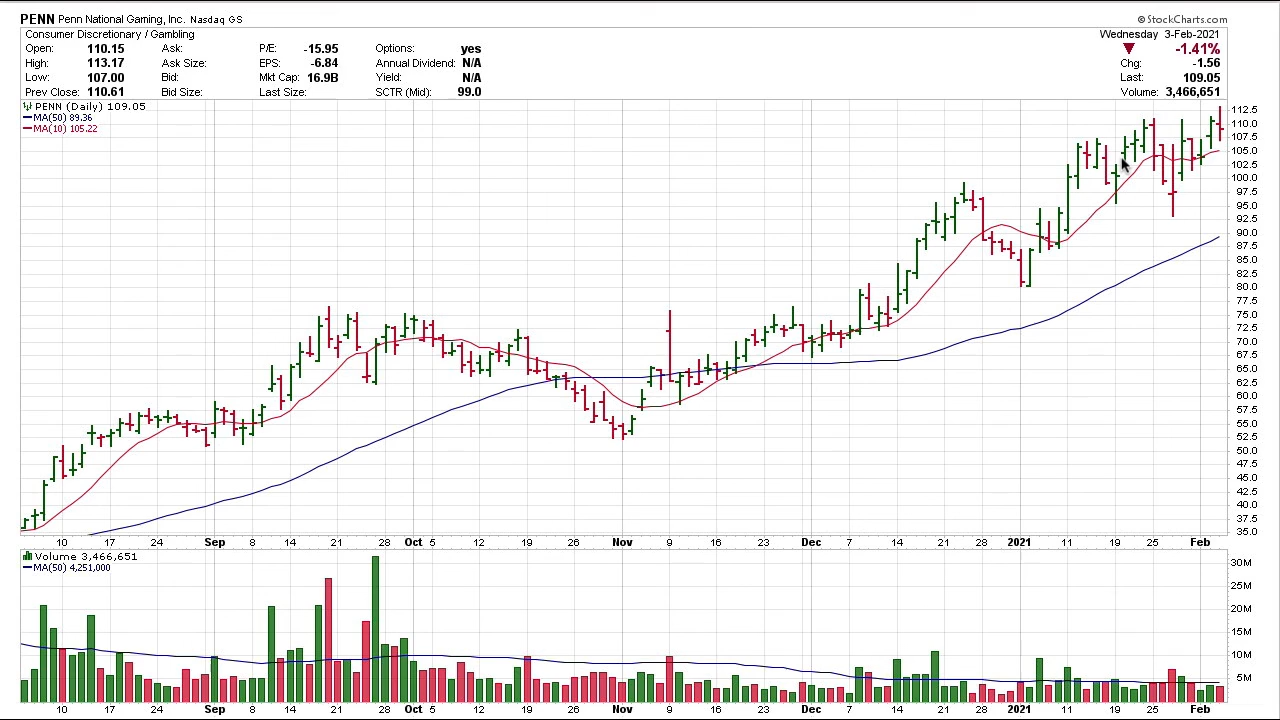 PENN Penn National Gaming, Inc. Nasdaq GS © StockCharts.com
Consumer Discretionary / Gambling Wednesday 3-Feb-2021
Open: 110.15 Ask: P/E: -15.95 Options: yes -1.41%
High: 113.17 Ask Size: EPS: -6.84 Annual Dividend: N/A Chg: -1.56
Low: 107.00 Bid: Mkt Cap: 16.9B Yield: N/A Last: 109.05
Prev Close: 110.61 Bid Size: Last Size: SCTR (Mid): 99.0 Volume: 3,466,651
PENN (Daily) 109.05
MA(50) 89.36
MA(10) 105.22
112.5
110.0
107.5
105.0
102.5
100.0
97.5
95.0
92.5
90.0
87.5
85.0
82.5
80.0
77.5
75.0
72.5
70.0
67.5
65.0
62.5
60.0
57.5
55.0
52.5
50.0
47.5
45.0
42.5
40.0
37.5
35.0
10 17 24 Sep 8 14 21 28 Oct 5 12 19 26 Nov 9 16 23 Dec 7 14 21 28 2021 11 19 25 Feb
Volume 3,466,651
MA(50) 4,251,000
30M
25M
20M
15M
10M
5M
10 17 24 Sep 8 14 21 28 Oct 5 12 19 26 Nov 9 16 23 Dec 7 14 21 28 2021 11 19 25 Feb